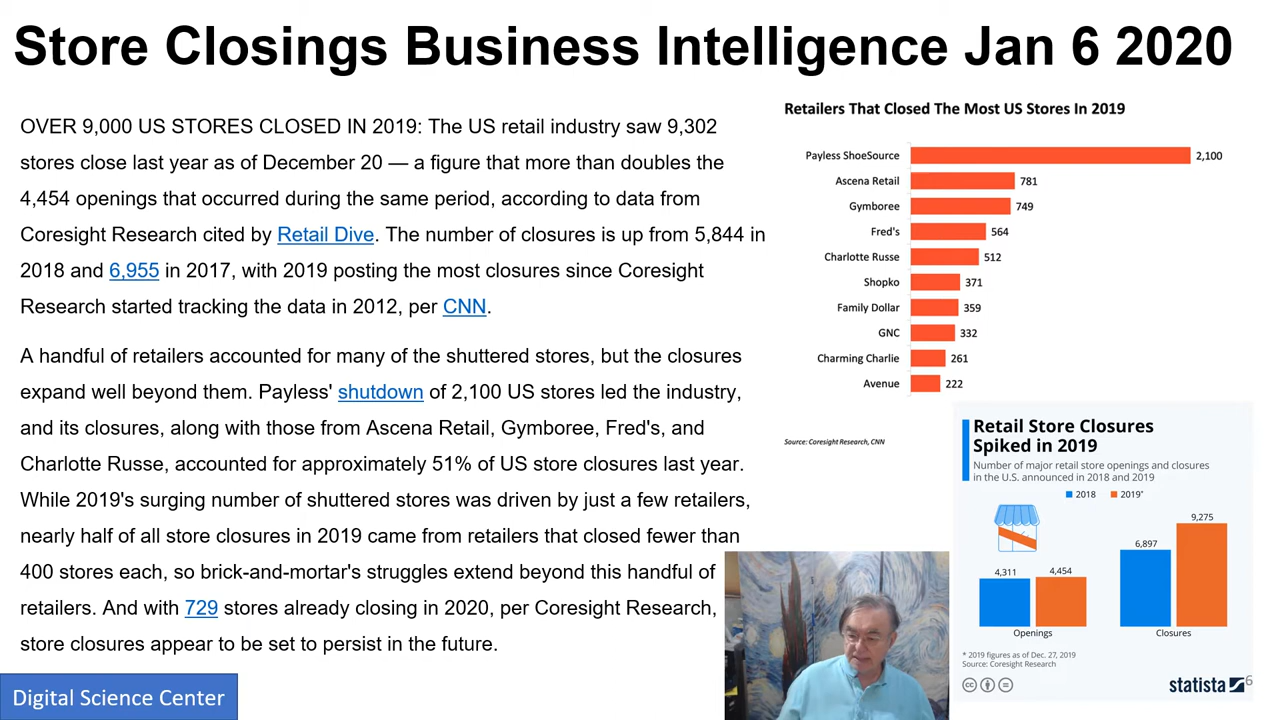 Store Closings Business Intelligence Jan 6 2020
OVER 9,000 US STORES CLOSED IN 2019: The US retail industry saw 9,302
stores close last year as of December 20 — a figure that more than doubles the
4,454 openings that occurred during the same period, according to data from
Coresight Research cited by Retail Dive. The number of closures is up from 5,844 in
2018 and 6,955 in 2017, with 2019 posting the most closures since Coresight
Research started tracking the data in 2012, per CNN.
A handful of retailers accounted for many of the shuttered stores, but the closures
expand well beyond them. Payless' shutdown of 2,100 US stores led the industry,
and its closures, along with those from Ascena Retail, Gymboree, Fred's, and
Charlotte Russe, accounted for approximately 51% of US store closures last year.
While 2019's surging number of shuttered stores was driven by just a few retailers,
nearly half of all store closures in 2019 came from retailers that closed fewer than
400 stores each, so brick-and-mortar's struggles extend beyond this handful of
retailers. And with 729 stores already closing in 2020, per Coresight Research,
store closures appear to be set to persist in the future.
Digital Science Center
Retailers That Closed The Most US Stores In 2019
Payless ShoeSource 2,100
Ascena Retail 781
Gymboree 749
Fred's 564
Charlotte Russe 512
Shopko 371
Family Dollar 359
GNC 332
Charming Charlie 261
Avenue 222
Source: Coresight Research, CNN
Retail Store Closures
Spiked in 2019
Number of major retail store openings and closures
in the U.S. announced in 2018 and 2019
2018 2019*
4,311 4,454 6,897 9,275
Openings Closures
* 2019 figures as of Dec. 27, 2019
Source: Coresight Research
statista
6